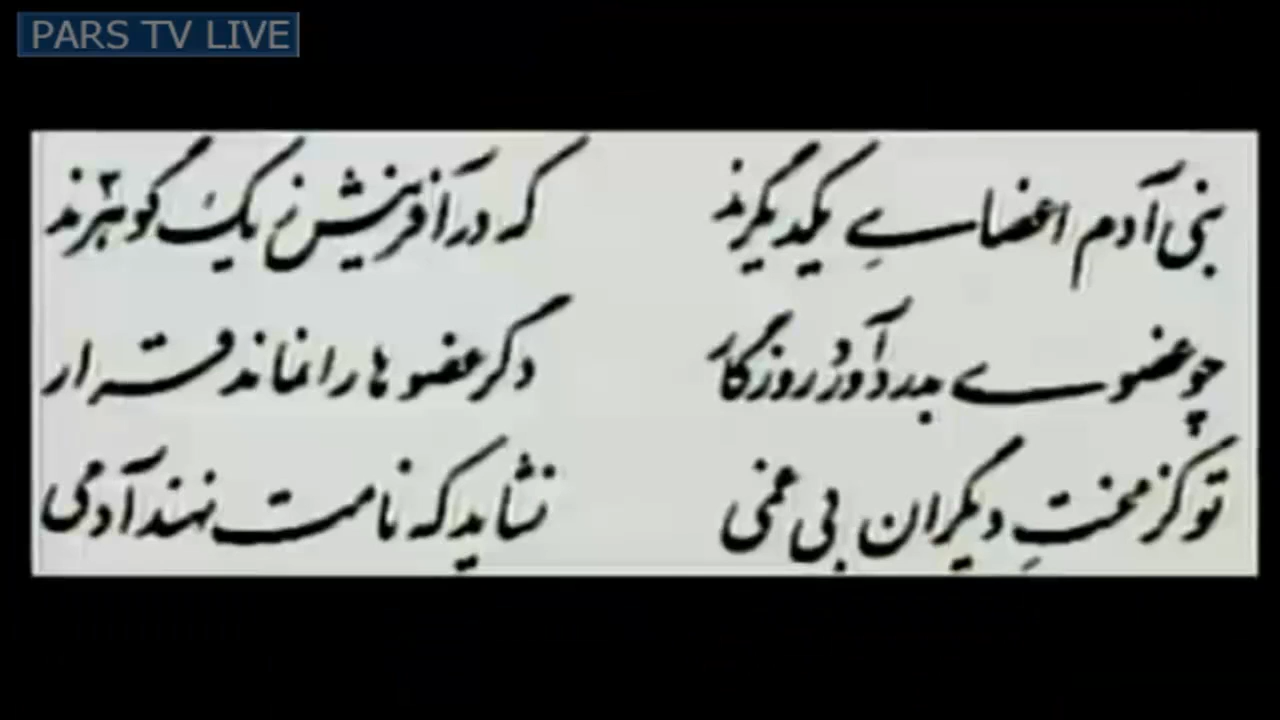 PARS TV LIVE
بنی آدم اعضای یکدیگرند که در آفرینش ز یک گوهرند
چو عضوی بدرد آورد روزگار دگر عضوها را نماند قرار
تو کز محنت دیگران بی غمی نشاید که نامت نهند آدمی